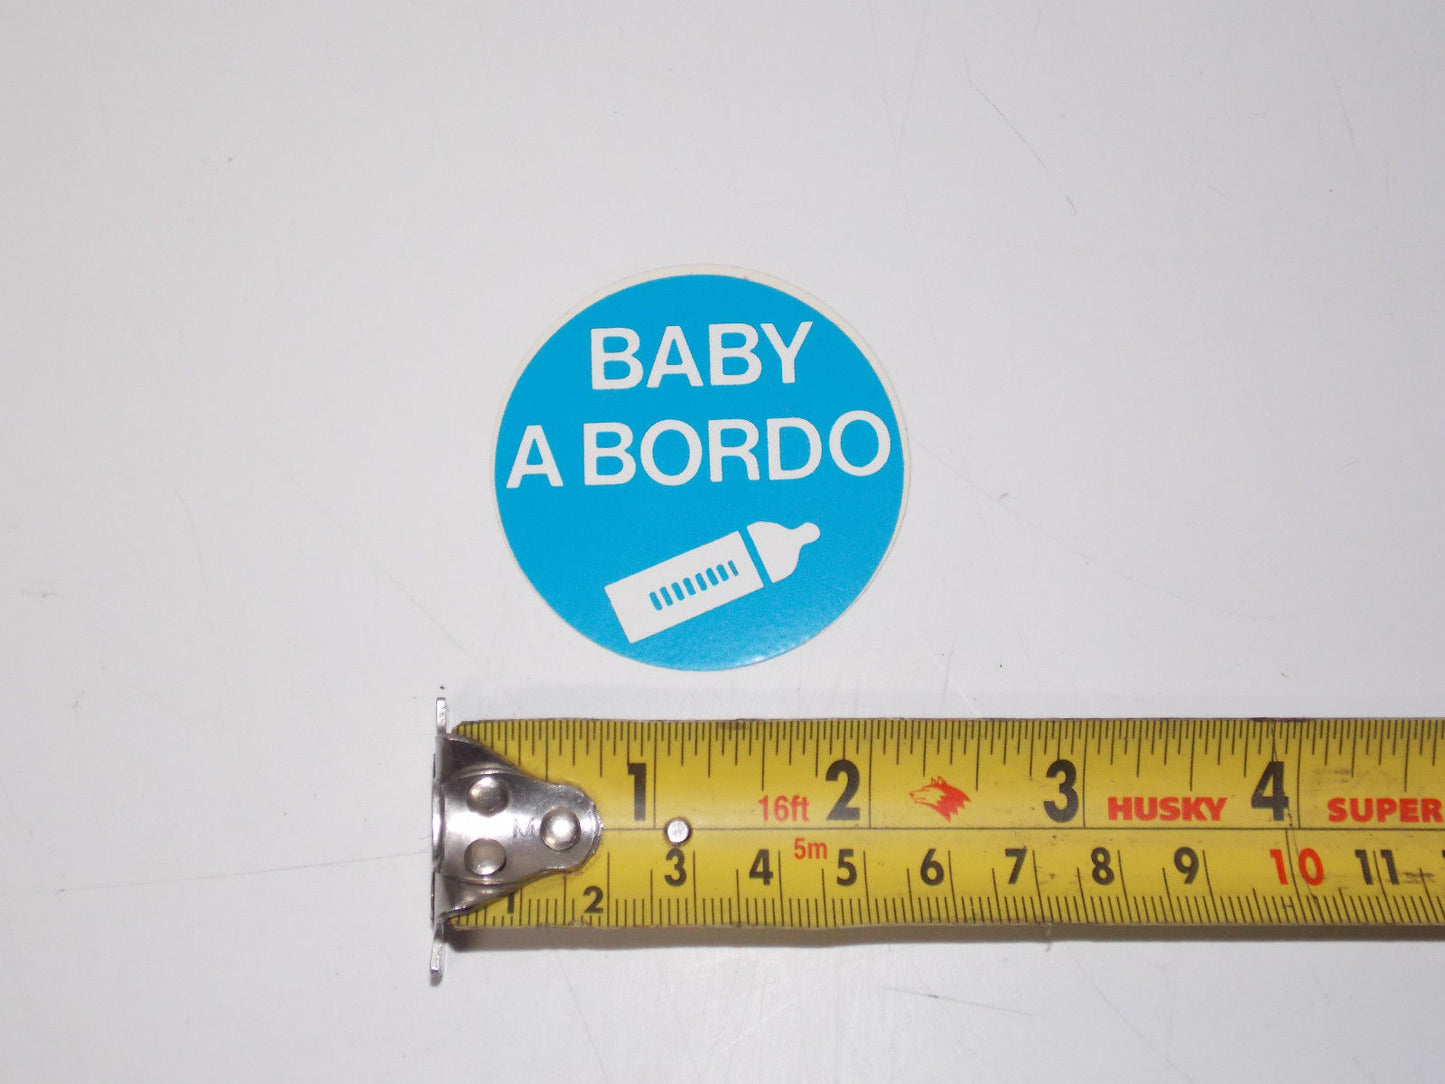 BABY
A BORDO
1 16ft 2 3 HUSKY 4 SUPER
M 5m
1 2 3 4 5 6 7 8 9 10 11